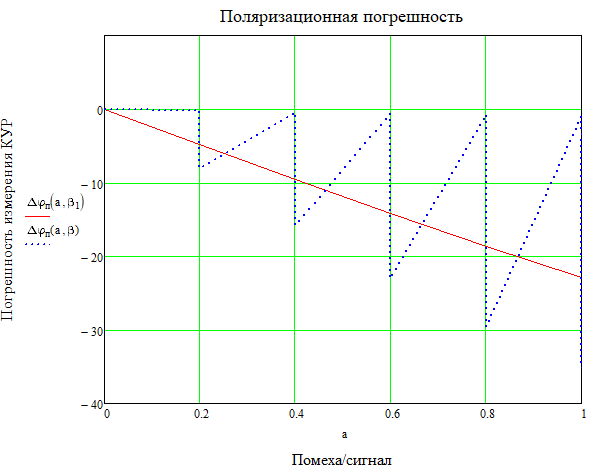 Поляризационная погрешность
Погрешность измерения КУР
Δφп(a , β1)
Δφп(a , β)
0
−10
−20
−30
−40
0 0.2 0.4 0.6 0.8 1
a
Помеха/сигнал